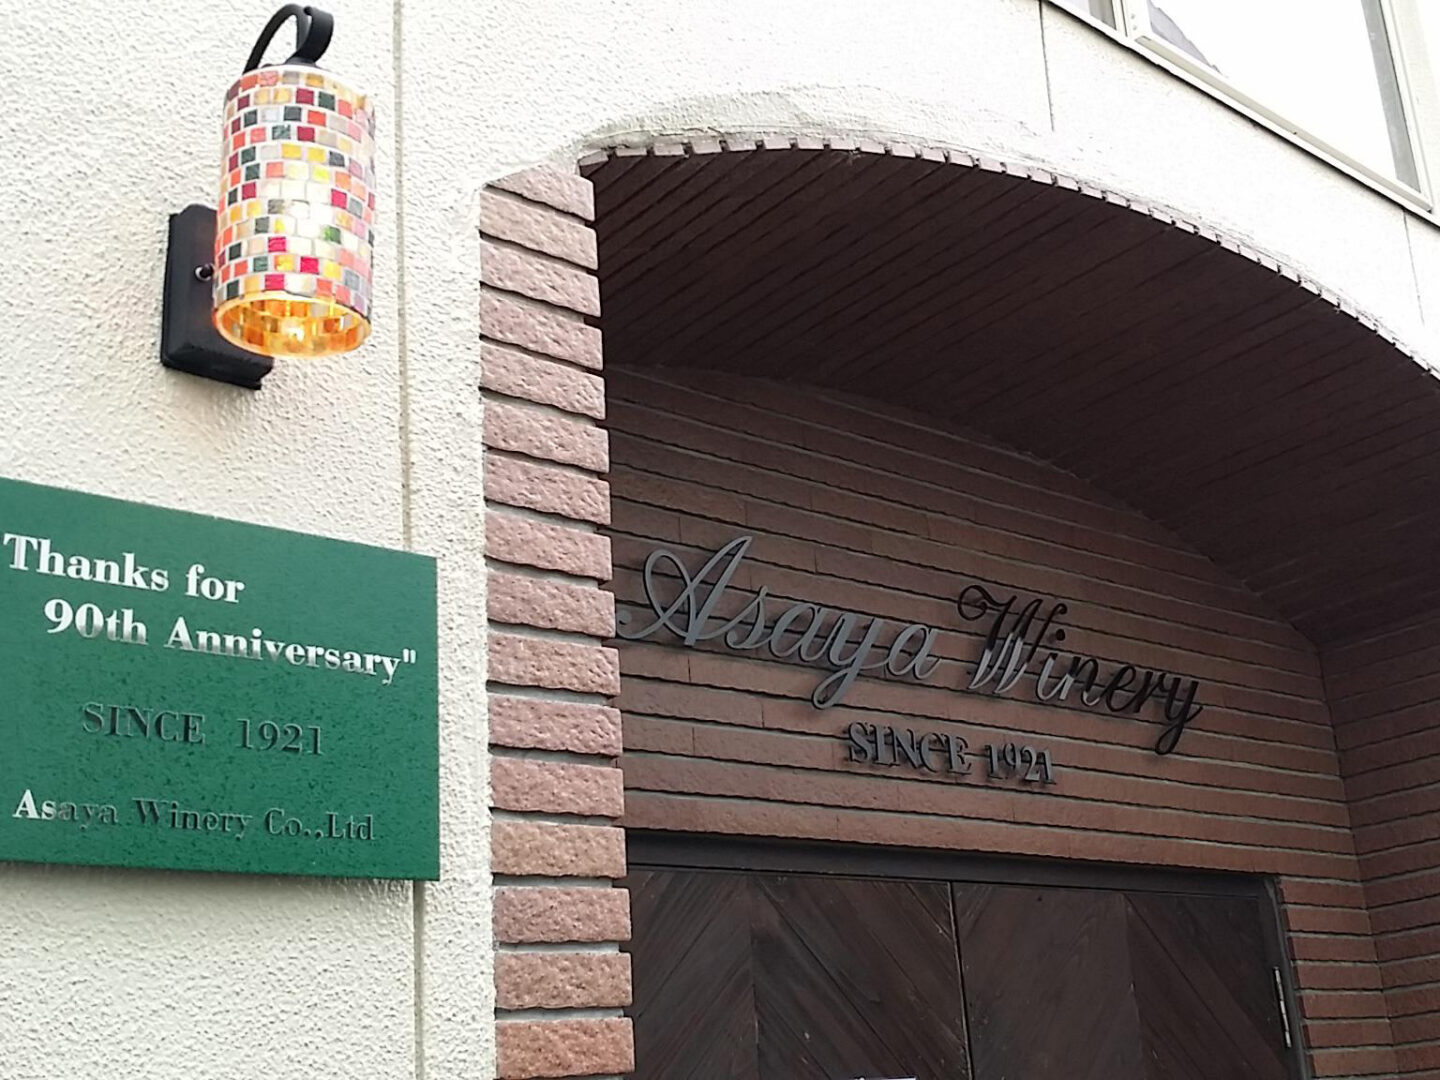 Thanks for
90th Anniversary"
SINCE 1921
Asaya Winery Co.,Ltd
Asaya Winery
SINCE 1921